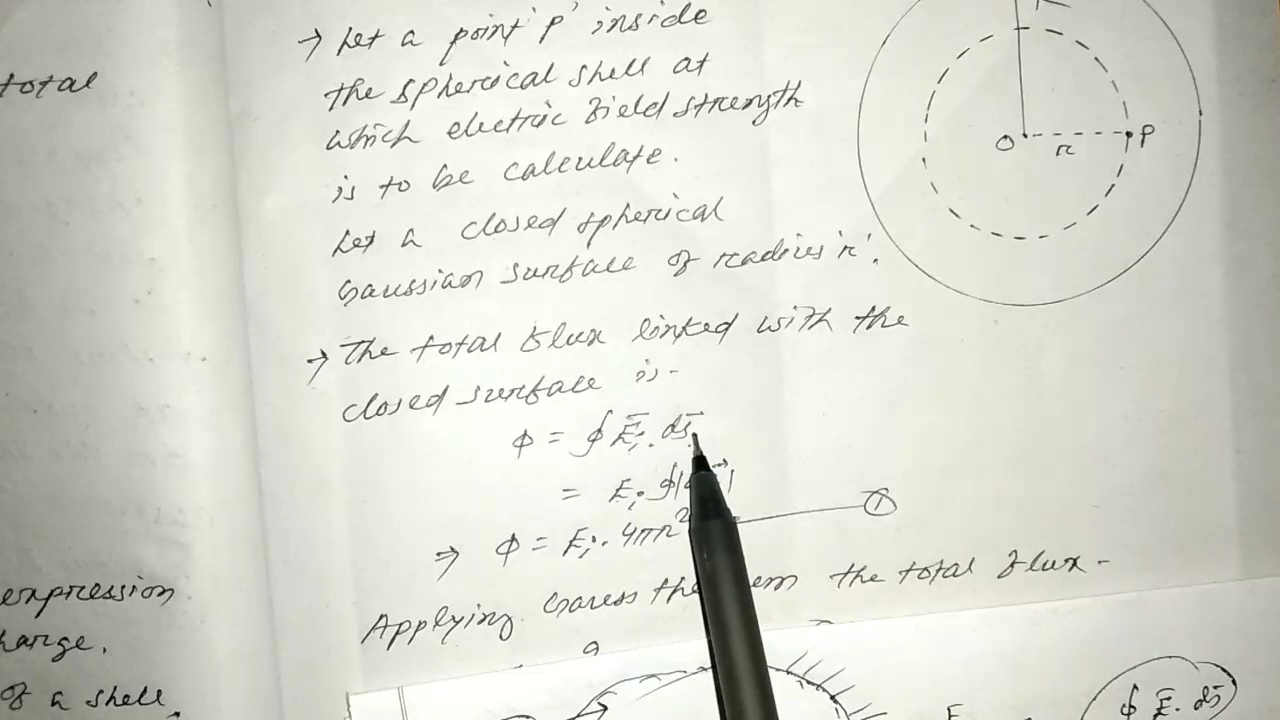 total
→ Let a point 'p' inside
the spherical shell at
which electric field strength
is to be calculate.
Let a closed spherical
Gaussian surface of radius 'r'.
O r P
→ The total flux linked with the
closed surface is -
ϕ = ∮ E⃗i . ds⃗
= Ei ∮
⇒ ϕ = Ei . 4πr² ①
Applying Gauss the the total flux -
expression
harge.
of a shell
∮ E. ds